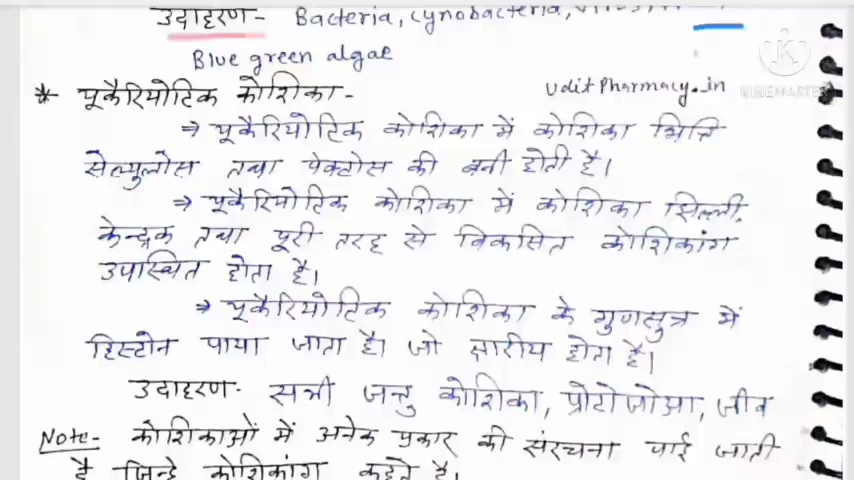 उदाहरण- Bacteria, cynobacteria,
Blue green algae
* यूकैरियोटिक कोशिका-
Udit Pharmacy.in
KINEMASTER
⇒ यूकैरियोटिक कोशिका में कोशिका भित्ति
सेल्युलोस तथा पेक्टोस की बनी होती है।
⇒ यूकैरियोटिक कोशिका में कोशिका झिल्ली,
केन्द्रक तथा पूरी तरह से विकसित कोशिकांग
उपस्थित होता है।
⇒ यूकैरियोटिक कोशिका के गुणसुत्र में
हिस्टोन पाया जाता है। जो क्षारीय होता है।
उदाहरण- सभी जन्तु कोशिका, प्रोटोजोआ, जीव
Note- कोशिकाओं में अनेक प्रकार की संरचना पाई जाती
है जिन्हे कोशिकांग कहते है।